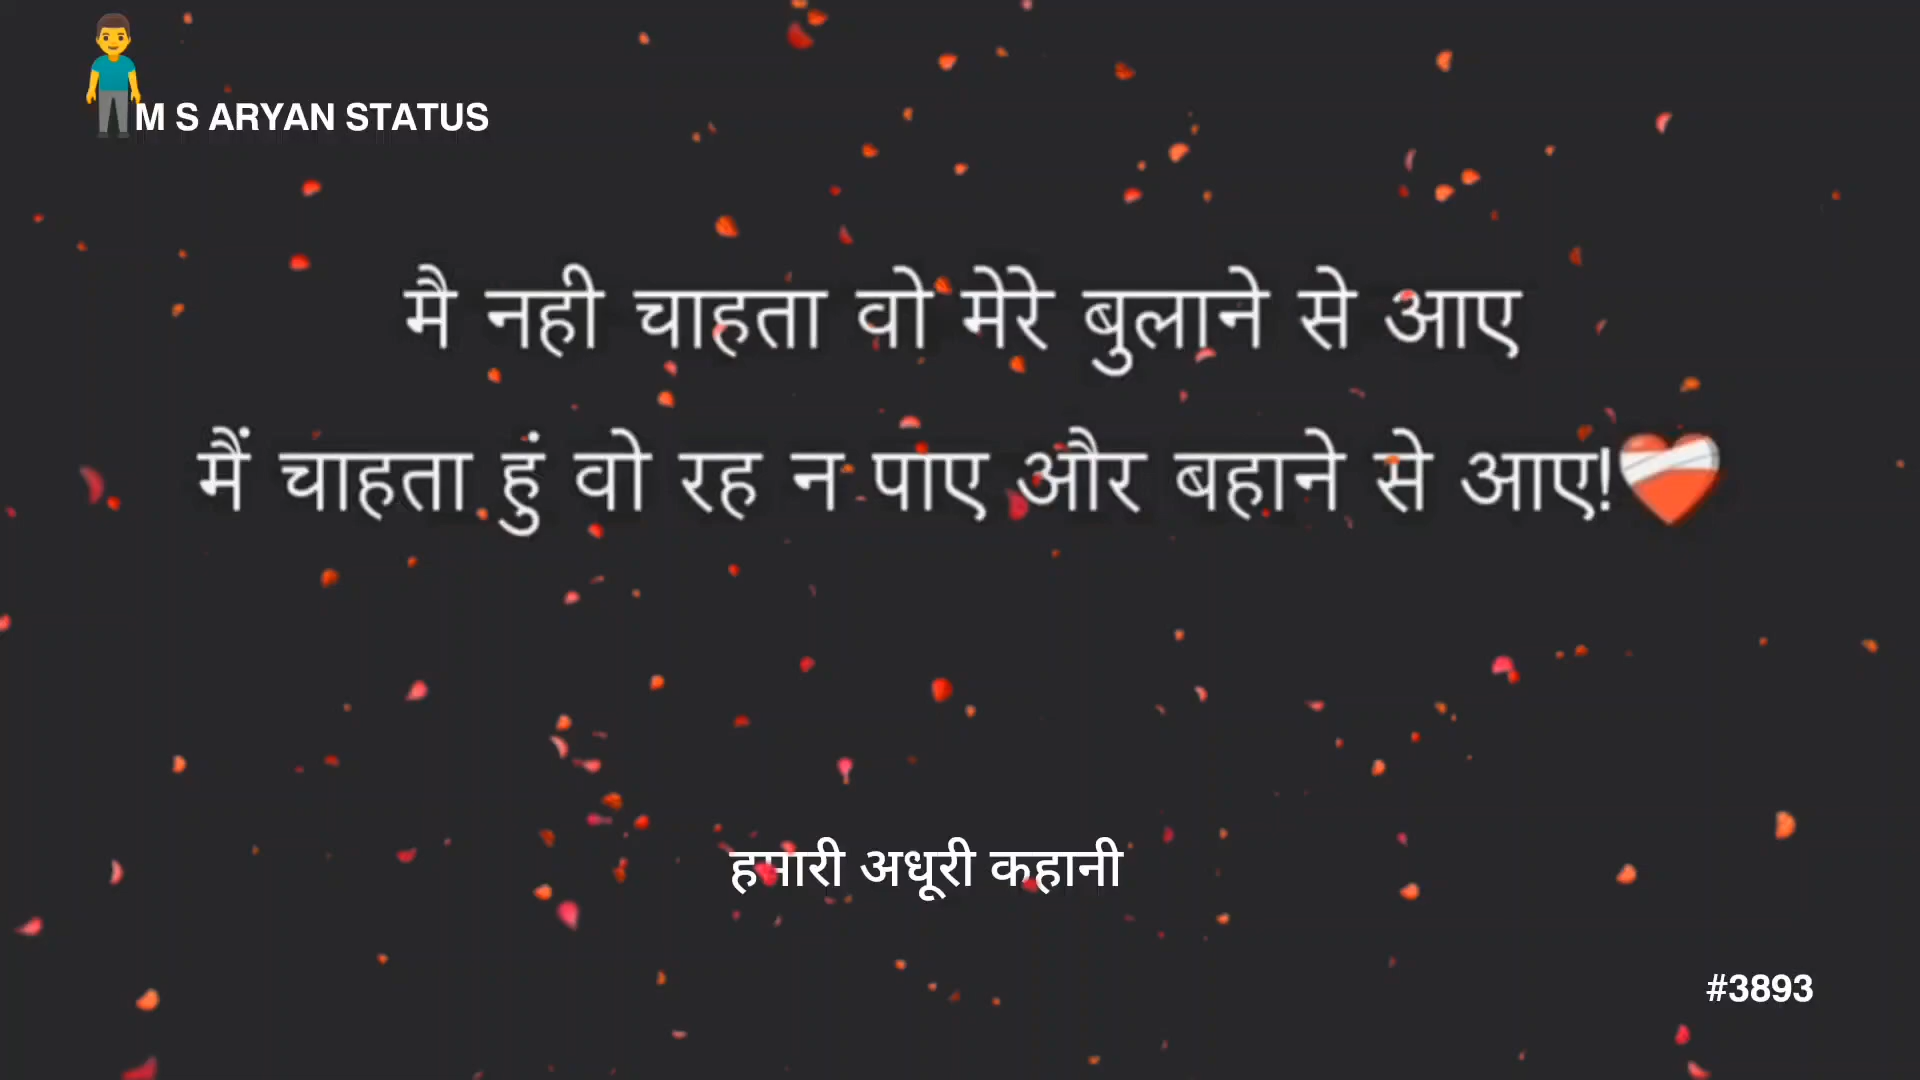 M S ARYAN STATUS
मै नही चाहता वो मेरे बुलाने से आए
मैं चाहता हुं वो रह न पाए और बहाने से आए!❤️‍🩹
हमारी अधूरी कहानी
#3893